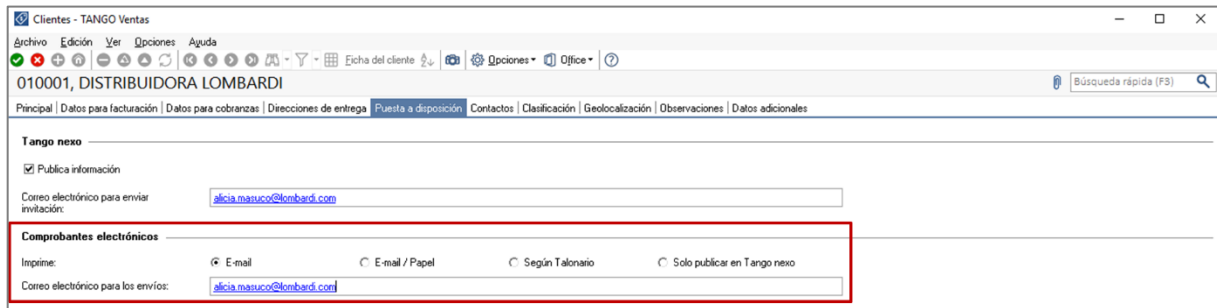 Clientes - TANGO Ventas
Archivo Edición Ver Opciones Ayuda
Ficha del cliente Opciones Office
010001, DISTRIBUIDORA LOMBARDI Búsqueda rápida (F3)
Principal | Datos para facturación | Datos para cobranzas | Direcciones de entrega | Puesta a disposición | Contactos | Clasificación | Geolocalización | Observaciones | Datos adicionales
Tango nexo
Publica información
Correo electrónico para enviar
invitación: alicia.masuco@lombardi.com
Comprobantes electrónicos
Imprime: E-mail E-mail / Papel Según Talonario Solo publicar en Tango nexo
Correo electrónico para los envíos: alicia.masuco@lombardi.com